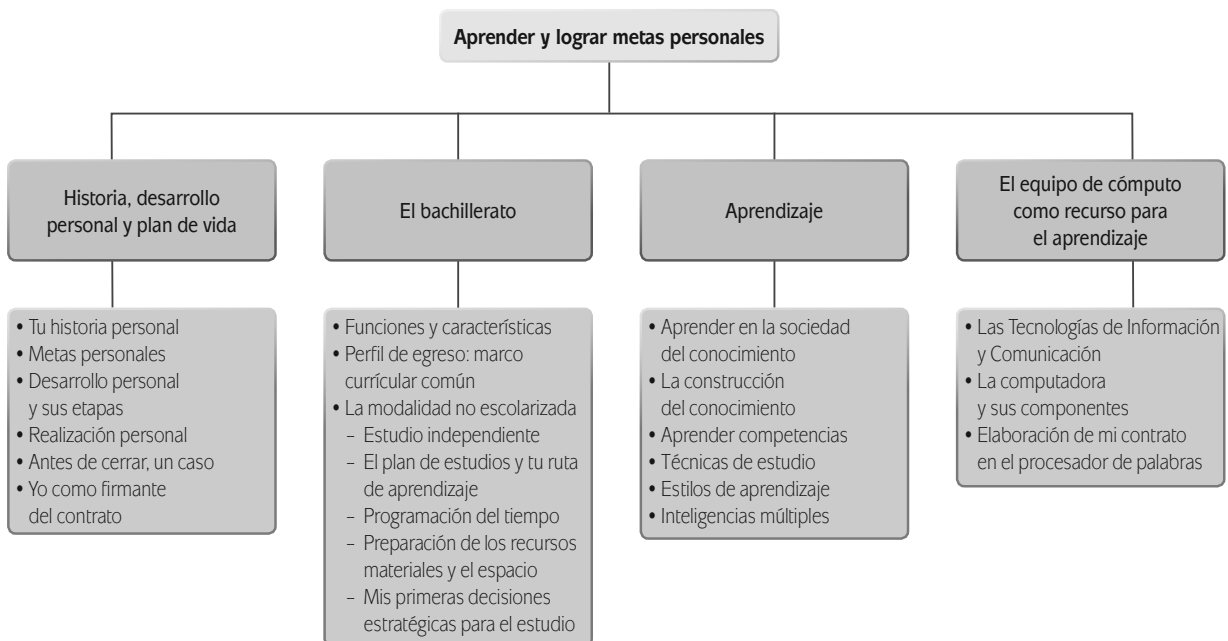 Aprender y lograr metas personales
Historia, desarrollo
personal y plan de vida
El bachillerato
Aprendizaje
El equipo de cómputo
como recurso para
el aprendizaje
• Tu historia personal
• Metas personales
• Desarrollo personal
y sus etapas
• Realización personal
• Antes de cerrar, un caso
• Yo como firmante
del contrato
• Funciones y características
• Perfil de egreso: marco
currícular común
• La modalidad no escolarizada
– Estudio independiente
– El plan de estudios y tu ruta
de aprendizaje
– Programación del tiempo
– Preparación de los recursos
materiales y el espacio
– Mis primeras decisiones
estratégicas para el estudio
• Aprender en la sociedad
del conocimiento
• La construcción
del conocimiento
• Aprender competencias
• Técnicas de estudio
• Estilos de aprendizaje
• Inteligencias múltiples
• Las Tecnologías de Información
y Comunicación
• La computadora
y sus componentes
• Elaboración de mi contrato
en el procesador de palabras